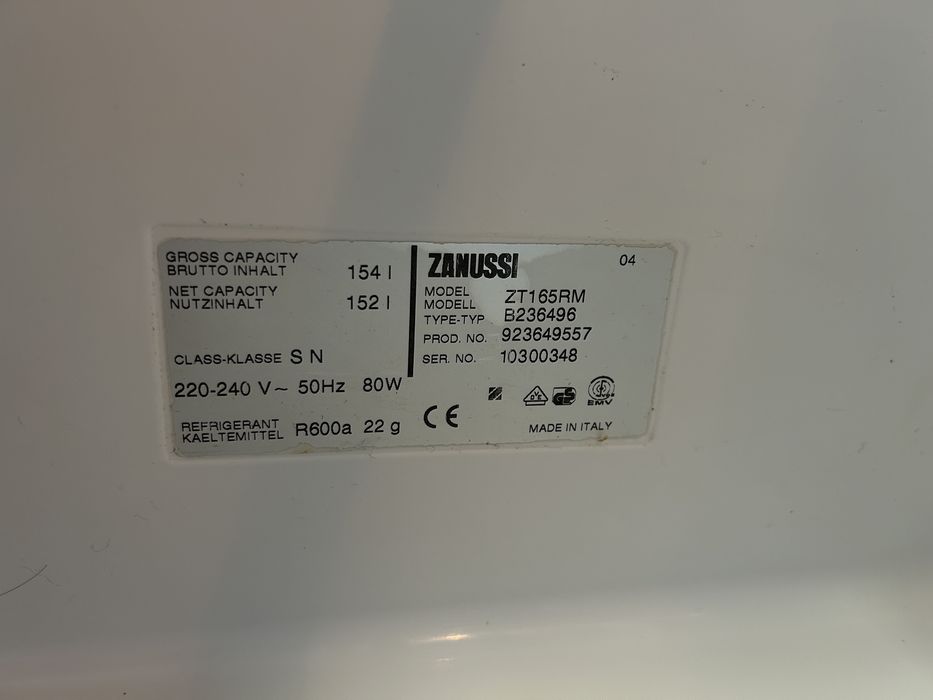 GROSS CAPACITY
BRUTTO INHALT 154 l
NET CAPACITY
NUTZINHALT 152 l
CLASS-KLASSE S N
220-240 V~ 50Hz 80W
REFRIGERANT
KAELTEMITTEL R600a 22 g
ZANUSSI 04
MODEL
MODELL ZT165RM
TYPE-TYP B236496
PROD. NO. 923649557
SER. NO. 10300348
CE
VDE GS
EMV
MADE IN ITALY